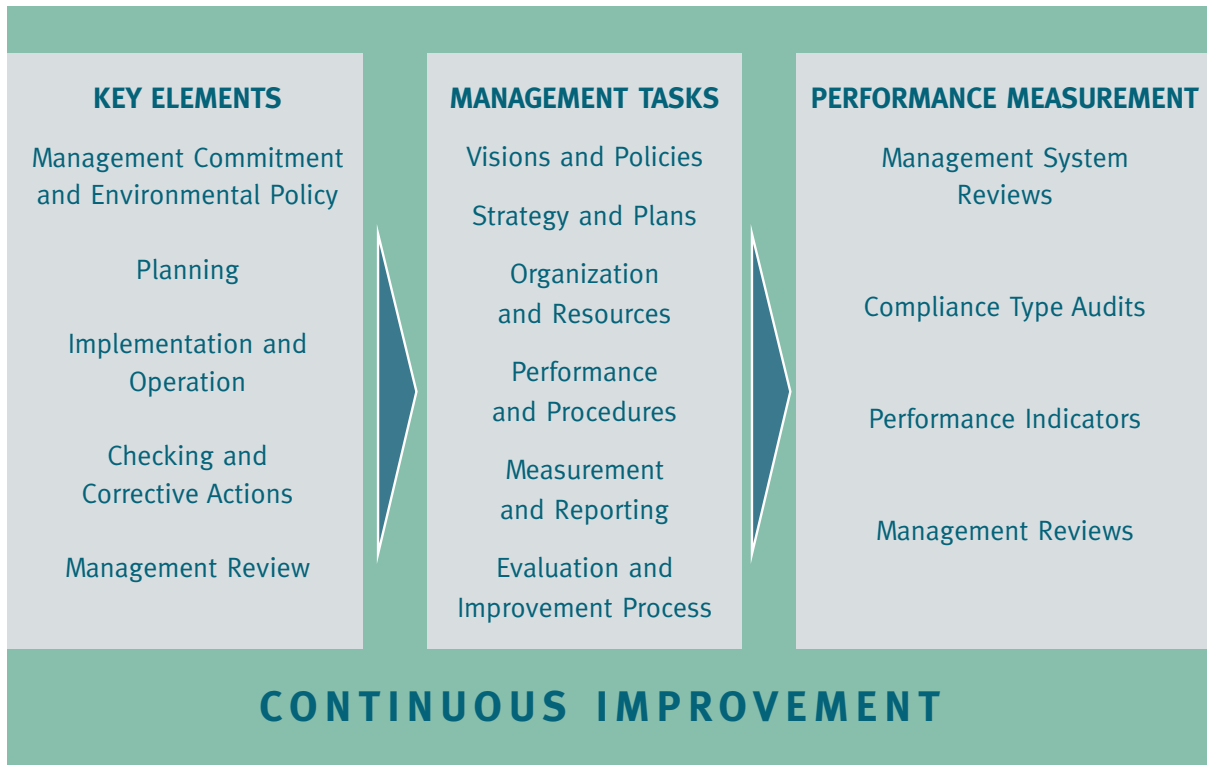 KEY ELEMENTS
Management Commitment
and Environmental Policy
Planning
Implementation and
Operation
Checking and
Corrective Actions
Management Review
MANAGEMENT TASKS
Visions and Policies
Strategy and Plans
Organization
and Resources
Performance
and Procedures
Measurement
and Reporting
Evaluation and
Improvement Process
PERFORMANCE MEASUREMENT
Management System
Reviews
Compliance Type Audits
Performance Indicators
Management Reviews
CONTINUOUS IMPROVEMENT